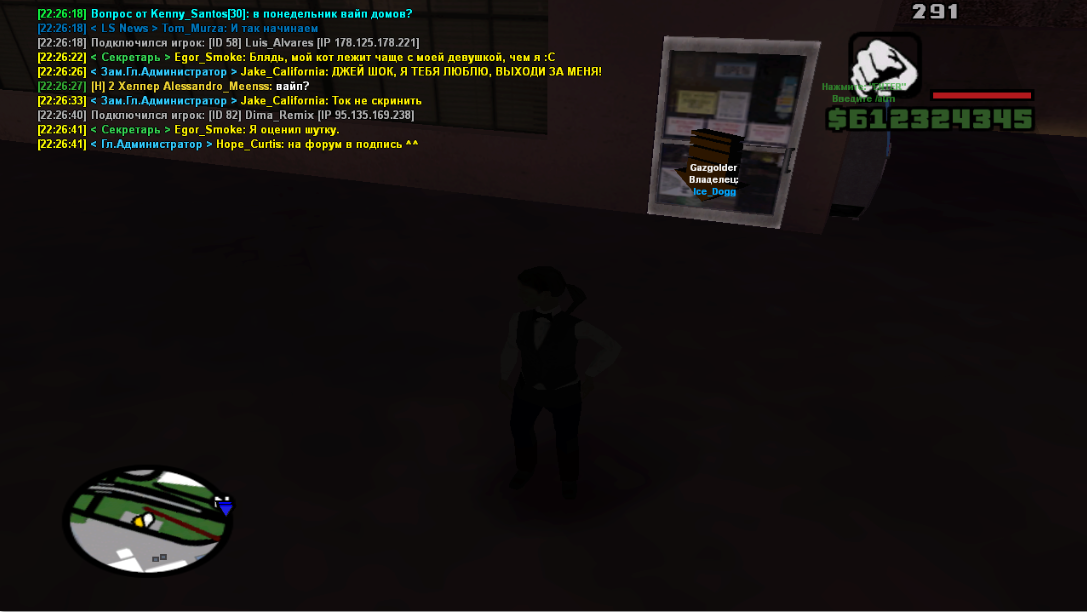 [22:26:18] Вопрос от Kenny_Santos[30]: в понедельник вайп домов?
[22:26:18] < LS News > Tom_Murza: И так начинаем
[22:26:18] Подключился игрок: [ID 58] Luis_Alvares [IP 178.125.178.221]
[22:26:22] < Секретарь > Egor_Smoke: Блядь, мой кот лежит чаще с моей девушкой, чем я :С
[22:26:26] < Зам.Гл.Администратор > Jake_California: ДЖЕЙ ШОК, Я ТЕБЯ ЛЮБЛЮ, ВЫХОДИ ЗА МЕНЯ!
[22:26:27] [H] 2 Хелпер Alessandro_Meenss: вайп?
[22:26:33] < Зам.Гл.Администратор > Jake_California: Ток не скринить
[22:26:40] Подключился игрок: [ID 82] Dima_Remix [IP 95.135.169.238]
[22:26:41] < Секретарь > Egor_Smoke: Я оценил шутку.
[22:26:41] < Гл.Администратор > Hope_Curtis: на форум в подпись ^^
291
Нажмите
Введите
$612324345
OPEN
Gazgolder
Владелец:
Ice_Dogg
N